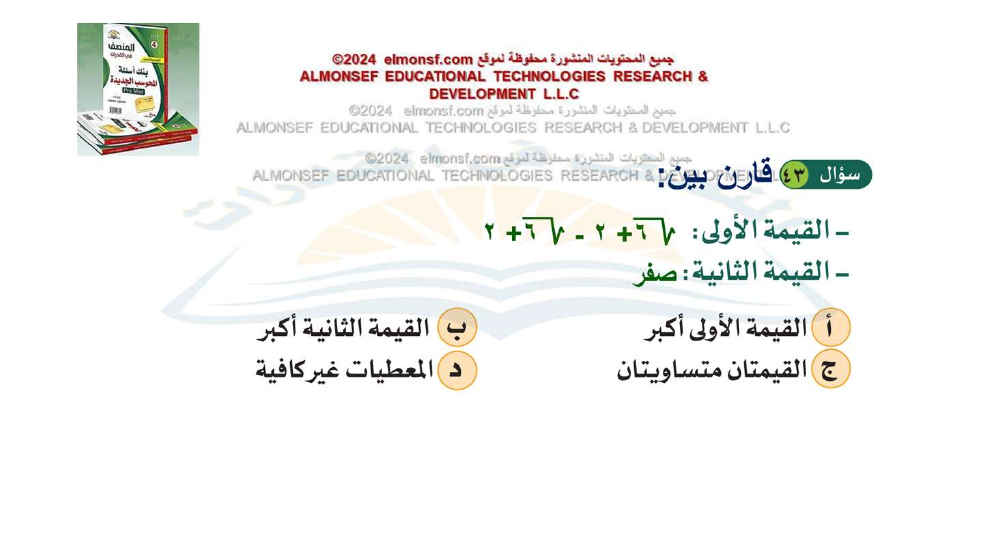 المنصف
في القدرات
بنك أسئلة
المحوسب الجديدة
Pro Max
جميع المحتويات المنشورة محفوظة لموقع elmonsf.com ©2024
ALMONSEF EDUCATIONAL TECHNOLOGIES RESEARCH &
DEVELOPMENT L.L.C
جميع المحتويات المنشورة محفوظة لموقع elmonsf.com ©2024
ALMONSEF EDUCATIONAL TECHNOLOGIES RESEARCH & DEVELOPMENT L.L.C
جميع المحتويات المنشورة محفوظة لموقع elmonsf.com ©2024
ALMONSEF EDUCATIONAL TECHNOLOGIES RESEARCH & DEVELOPMENT L.L.C
سؤال ٤٣ قارن بين:
– القيمة الأولى: √٦ + ٢ - √٦ + ٢
– القيمة الثانية: صفر
أ القيمة الأولى أكبر
ب القيمة الثانية أكبر
ج القيمتان متساويتان
د المعطيات غير كافية